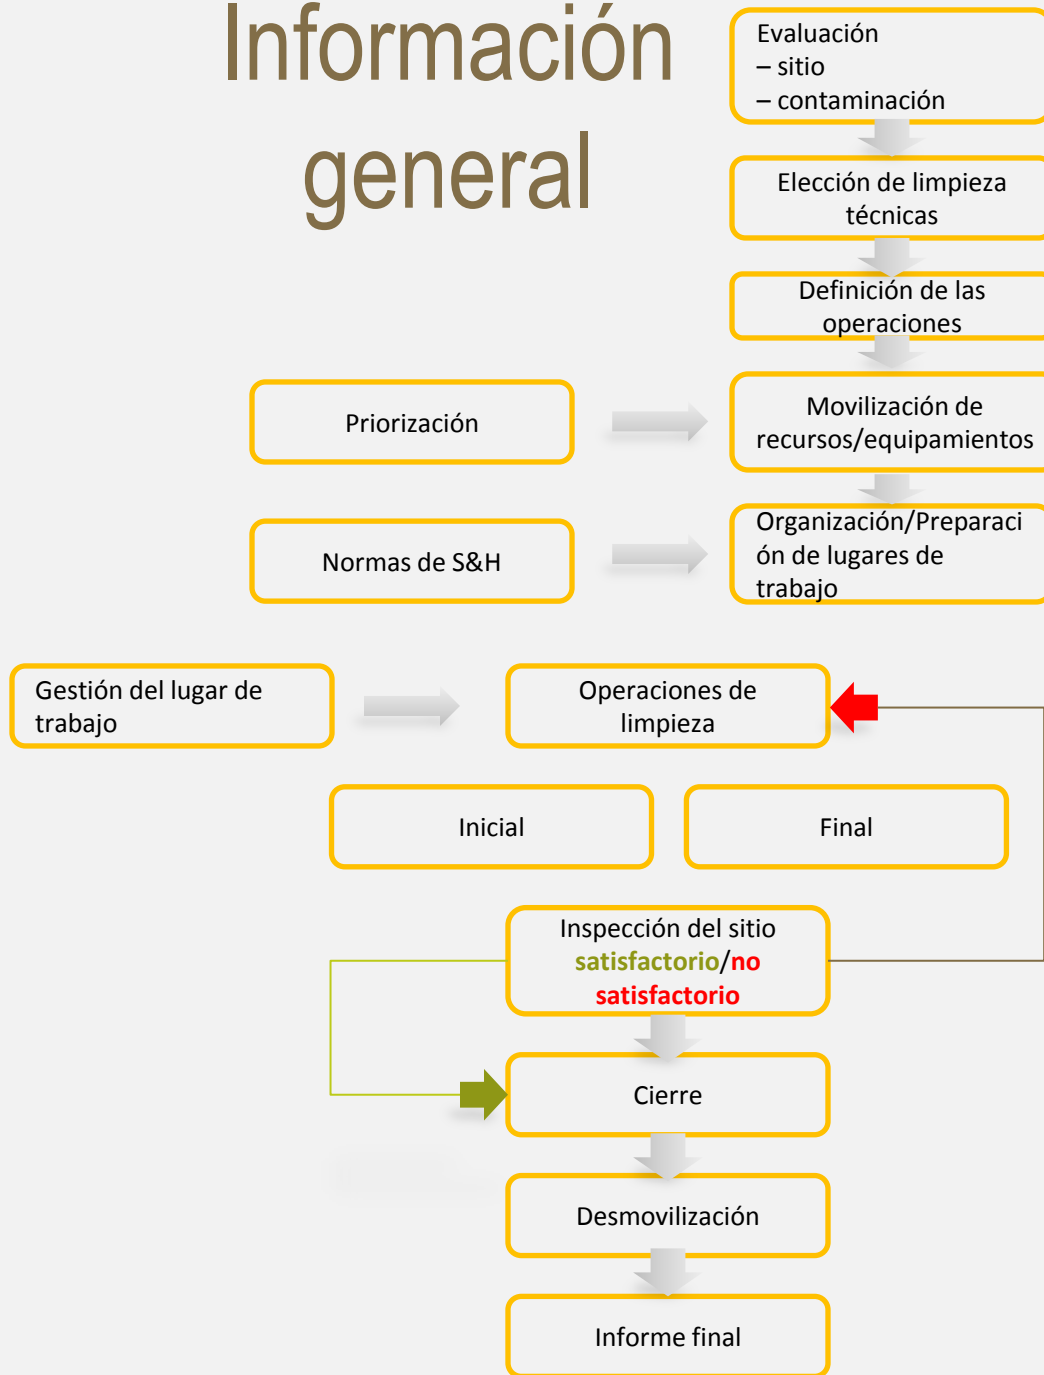 Información
general
Evaluación
– sitio
– contaminación
Elección de limpieza
técnicas
Definición de las
operaciones
Priorización
Movilización de
recursos/equipamientos
Normas de S&H
Organización/Preparaci
ón de lugares de
trabajo
Gestión del lugar de
trabajo
Operaciones de
limpieza
Inicial
Final
Inspección del sitio
satisfactorio/no
satisfactorio
Cierre
Desmovilización
Informe final